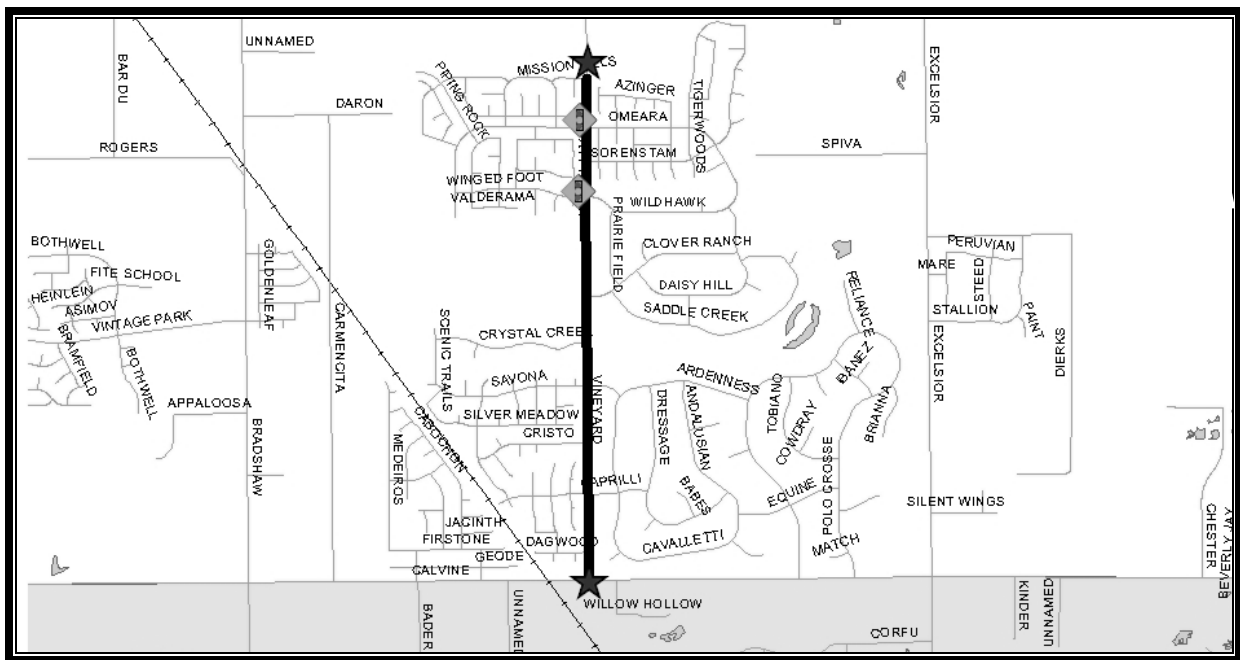 UNNAMED
BAR DU
MISSION
PIPING ROCK
AZINGER
TIGERWOODS
EXCELSIOR
DARON
OMEARA
ROGERS
SPIVA
SORENSTAM
WINGED FOOT
VALDERAMA
PRAIRIE FIELD
WILDHAWK
BOTHWELL
GOLDENLEAF
CLOVER RANCH
PERUVIAN
FITE SCHOOL
MARE
STEED
HEINLEIN
DAISY HILL
RELIANCE
ASIMOV
SADDLE CREEK
STALLION
PAINT
VINTAGE PARK
CARMENCITA
SCENIC TRAILS
CRYSTAL CREEK
EXCELSIOR
DIERKS
BRAMFIELD
BOTHWELL
IBANEZ
SAVONA
VINEYARD
ARDENNESS
TOBIANO
APPALOOSA
SILVER MEADOW
DRESSAGE
ANDALUSIAN
COWDRAY
BRIANNA
CABOCHON
CRISTO
BRADSHAW
MEDEIROS
POLO CROSSE
CAPRILLI
BABES
EQUINE
SILENT WINGS
JACINTH
CHESTER
BEVERLY JAY
FIRSTONE
DAGWOOD
CAVALLETTI
MATCH
GEODE
CALVINE
BADER
UNNAMED
WILLOW HOLLOW
KINDER
UNNAMED
CORFU